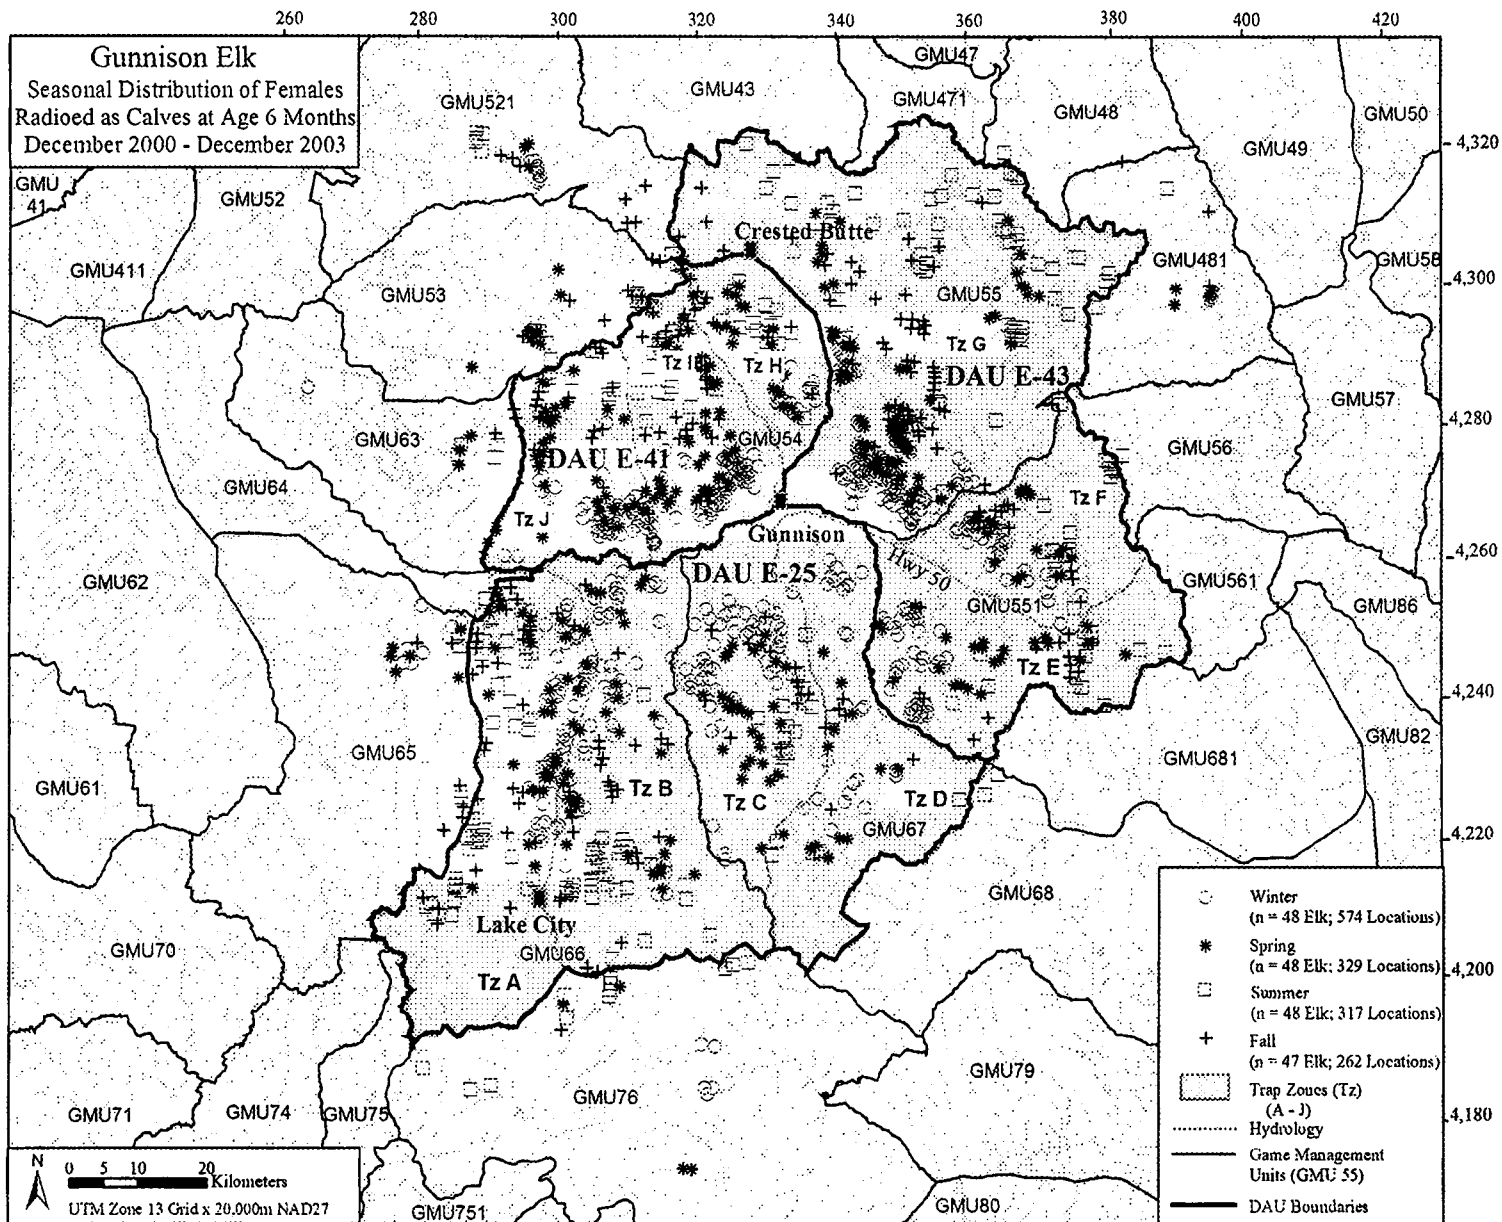 260 280 300 320 340 360 380 400 420
Gunnison Elk
Seasonal Distribution of Females
Radioed as Calves at Age 6 Months
December 2000 - December 2003
GMU47
GMU43
GMU521
GMU471
GMU48
GMU50
4,320
GMU49
GMU
41
GMU52
Crested Butte
GMU411
GMU481
GMU58
4,300
GMU53
GMU55
Tz G
Tz I
Tz H
DAU E-43
GMU57
4,280
GMU63
GMU54
GMU56
DAU E-41
GMU64
Tz F
Tz J
Gunnison
4,260
Hwy 50
DAU E-25
GMU62
GMU561
GMU551
GMU86
Tz E
4,240
GMU65
GMU82
GMU681
GMU61
Tz B
Tz C
Tz D
GMU67
4,220
GMU68
Lake City
GMU70
GMU66
Tz A
4,200
GMU79
GMU76
GMU71
GMU74
GMU75
4,180
GMU751
GMU80
Winter
(n = 48 Elk; 574 Locations)
Spring
(n = 48 Elk; 329 Locations)
Summer
(n = 48 Elk; 317 Locations)
Fall
(n = 47 Elk; 262 Locations)
Trap Zones (Tz)
(A - J)
Hydrology
Game Management
Units (GMU 55)
DAU Boundaries
N
0 5 10 20
Kilometers
UTM Zone 13 Grid x 20,000m NAD27